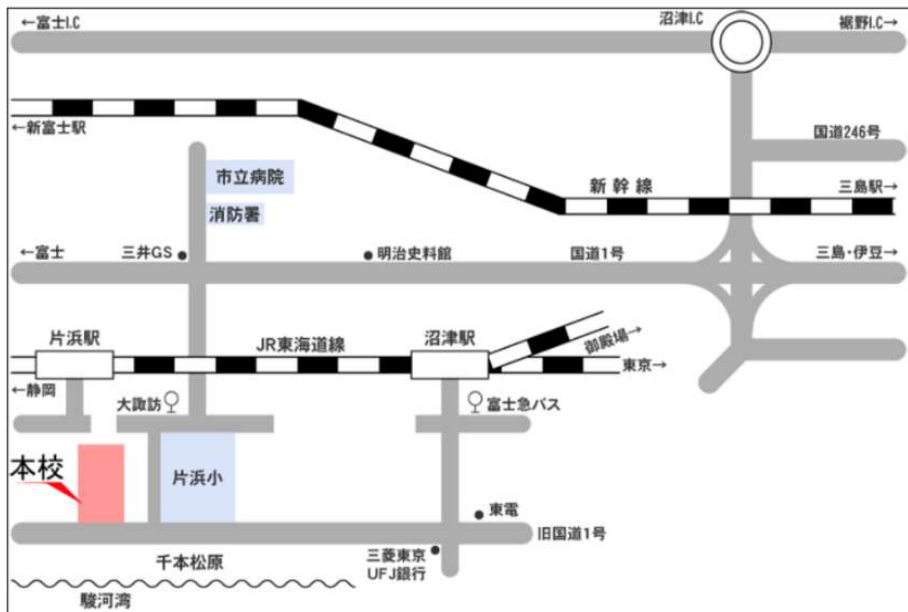 ←富士I.C
沼津I.C
裾野I.C→
←新富士駅
国道246号
市立病院
新幹線
三島駅→
消防署
←富士
三井GS
明治史料館
国道1号
三島・伊豆→
片浜駅
JR東海道線
沼津駅
御殿場→
東京→
←静岡
大諏訪
富士急バス
本校
片浜小
東電
旧国道1号
千本松原
三菱東京
UFJ銀行
駿河湾